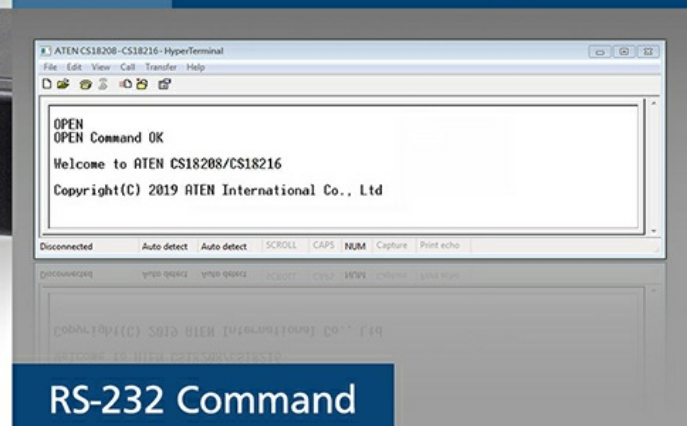 ATEN CS18208-CS18216 - HyperTerminal
File Edit View Call Transfer Help
OPEN
OPEN Command OK
Welcome to ATEN CS18208/CS18216
Copyright(C) 2019 ATEN International Co., Ltd
Disconnected Auto detect Auto detect SCROLL CAPS NUM Capture Print echo
RS-232 Command